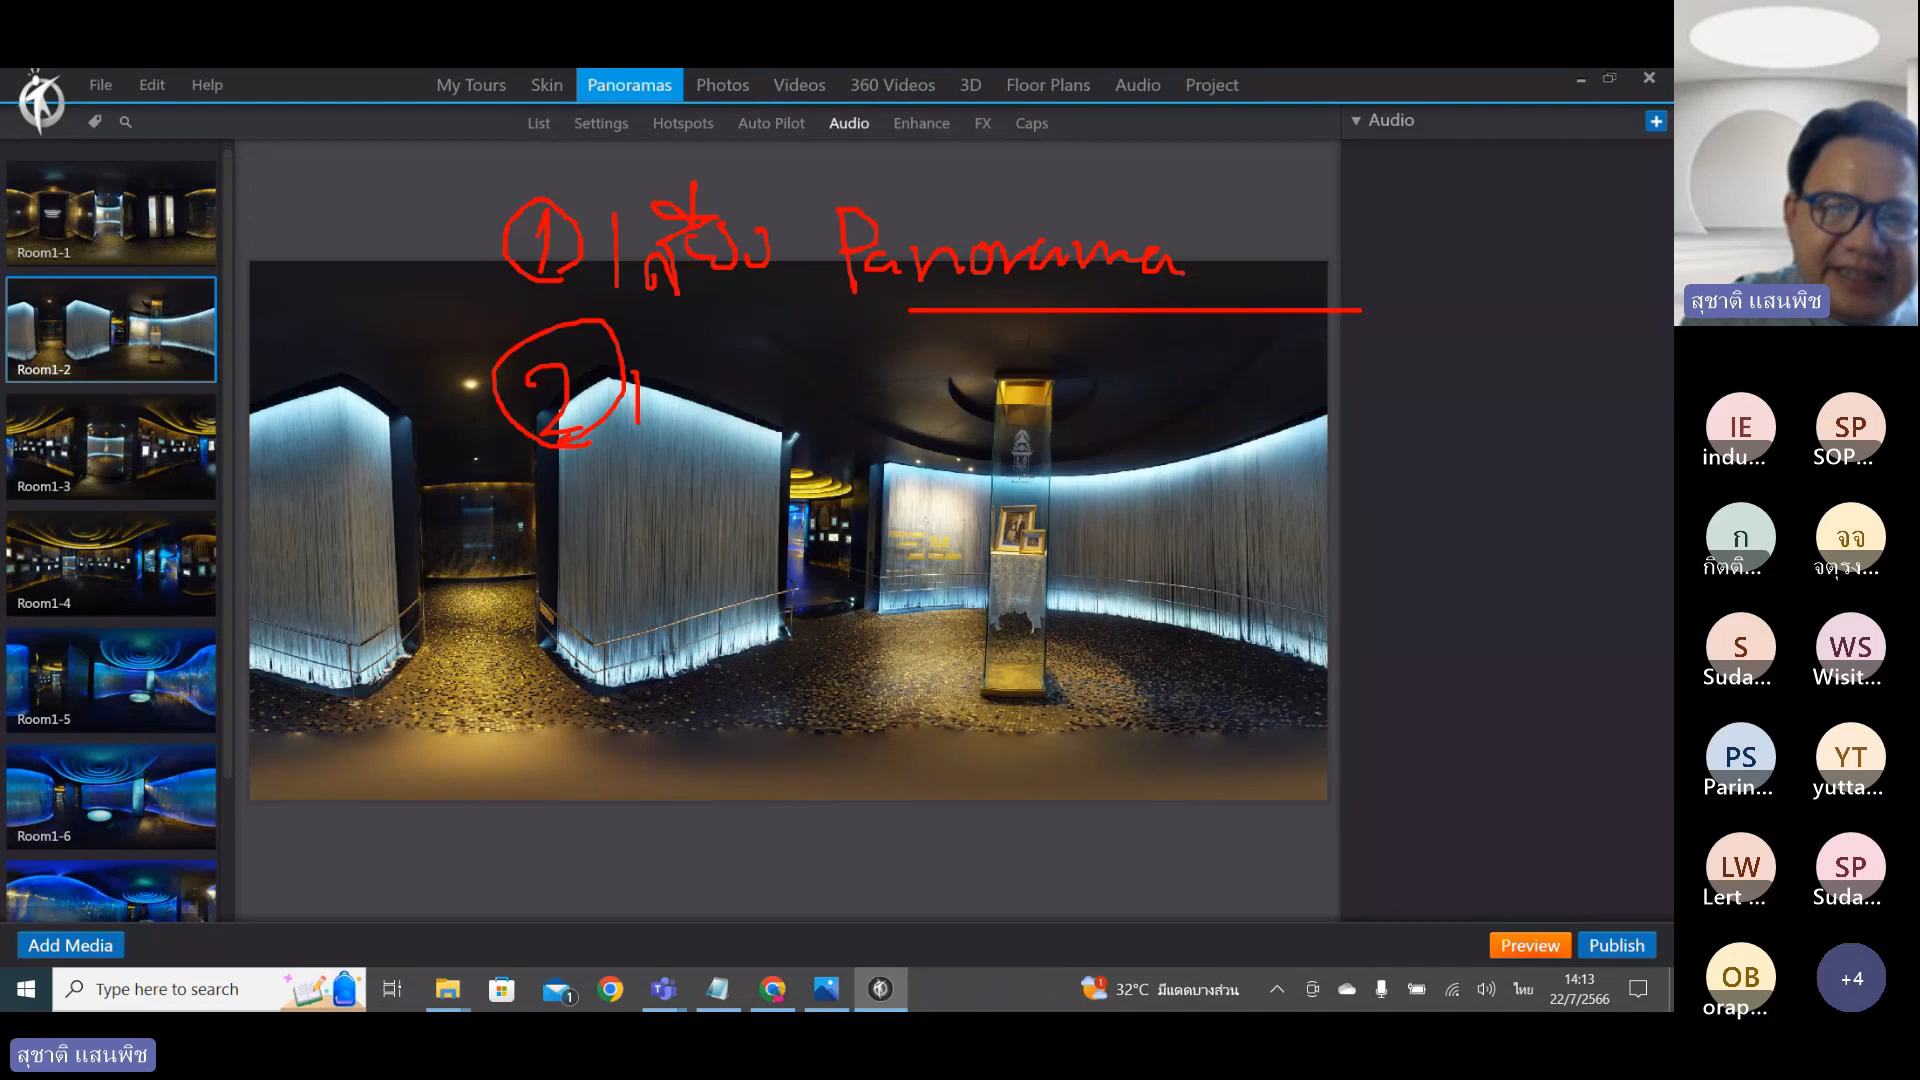 File Edit Help
My Tours Skin Panoramas Photos Videos 360 Videos 3D Floor Plans Audio Project
List Settings Hotspots Auto Pilot Audio Enhance FX Caps
Audio
Room1-1
Room1-2
Room1-3
Room1-4
Room1-5
Room1-6
① เสียง Panorama
② เ
Add Media
Preview Publish
Type here to search
1
1
32°C มีแดดบางส่วน
ไทย
14:13
22/7/2566
สุชาติ แสนพิช
สุชาติ แสนพิช
IE
indu...
SP
SOP...
ก
กิตติ...
จจ
จตุรง...
S
Suda...
WS
Wisit...
PS
Parin...
YT
yutta...
LW
Lert ...
SP
Suda...
OB
orap...
+4